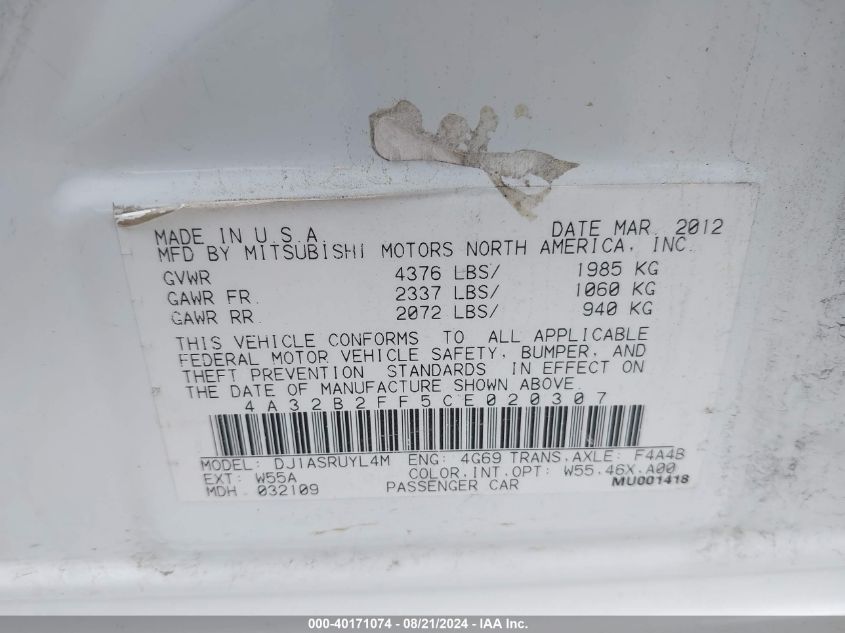 MADE IN U.S.A. DATE MAR. 2012
MFD BY MITSUBISHI MOTORS NORTH AMERICA, INC.
GVWR 4376 LBS/ 1985 KG
GAWR FR. 2337 LBS/ 1060 KG
GAWR RR. 2072 LBS/ 940 KG
THIS VEHICLE CONFORMS TO ALL APPLICABLE
FEDERAL MOTOR VEHICLE SAFETY, BUMPER, AND
THEFT PREVENTION STANDARDS IN EFFECT ON
THE DATE OF MANUFACTURE SHOWN ABOVE.
4A32B2FF5CE020307
MODEL: DJ1ASRUYL4M ENG: 4G69 TRANS.AXLE: F4A4B
EXT: W55A COLOR.INT.OPT: W55.46X.A00
MDH. 032109 PASSENGER CAR MU001418
000-40171074 - 08/21/2024 - IAA Inc.